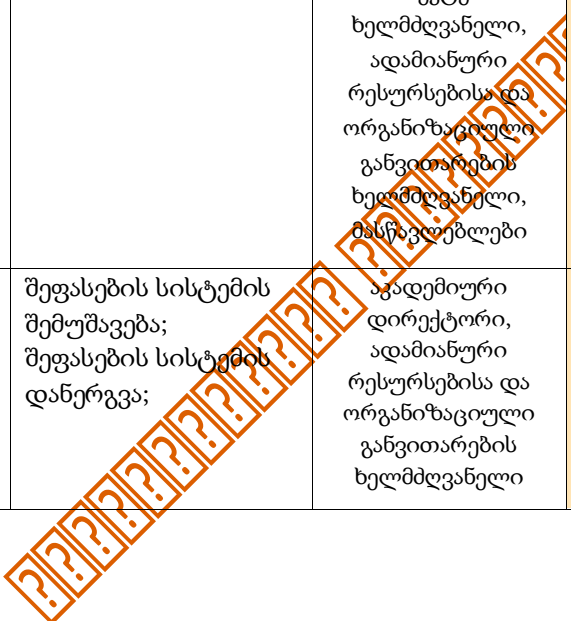 ხელმძღვანელი,
ადამიანური
რესურსებისა და
ორგანიზაციული
განვითარების
ხელმძღვანელი,
მასწავლებლები
შეფასების სისტემის
შემუშავება;
შეფასების სისტემის
დანერგვა;
აკადემიური
დირექტორი,
ადამიანური
რესურსებისა და
ორგანიზაციული
განვითარების
ხელმძღვანელი